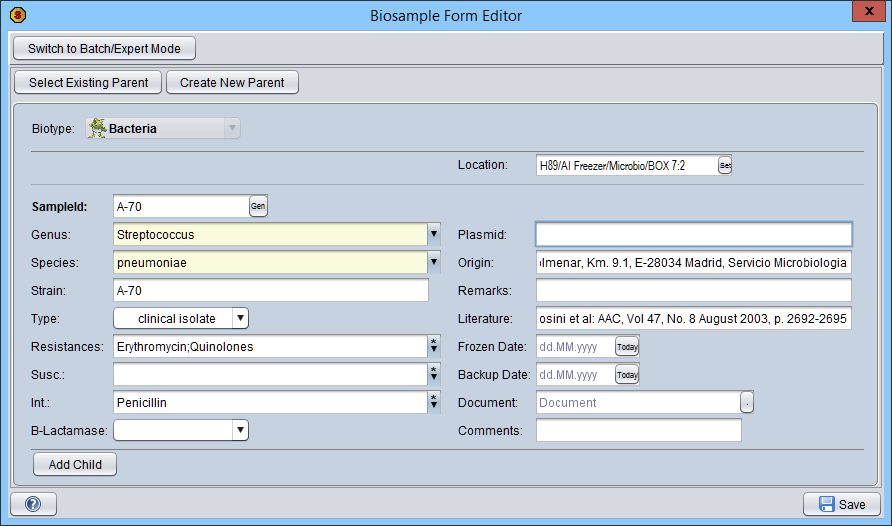 Biosample Form Editor
x
Switch to Batch/Expert Mode
Select Existing Parent Create New Parent
Biotype: Bacteria
Location: H89/AI Freezer/Microbio/BOX 7:2 Set
SampleId: A-70 Gen
Genus: Streptococcus Plasmid:
Species: pneumoniae Origin: olmenar, Km. 9.1, E-28034 Madrid, Servicio Microbiologia
Strain: A-70 Remarks:
Type: clinical isolate Literature: osini et al: AAC, Vol 47, No. 8 August 2003, p. 2692-2695
Resistances: Erythromycin;Quinolones Frozen Date: dd.MM.yyyy Today
Susc.: Backup Date: dd.MM.yyyy Today
Int.: Penicillin Document: Document .
B-Lactamase: Comments:
Add Child
? Save